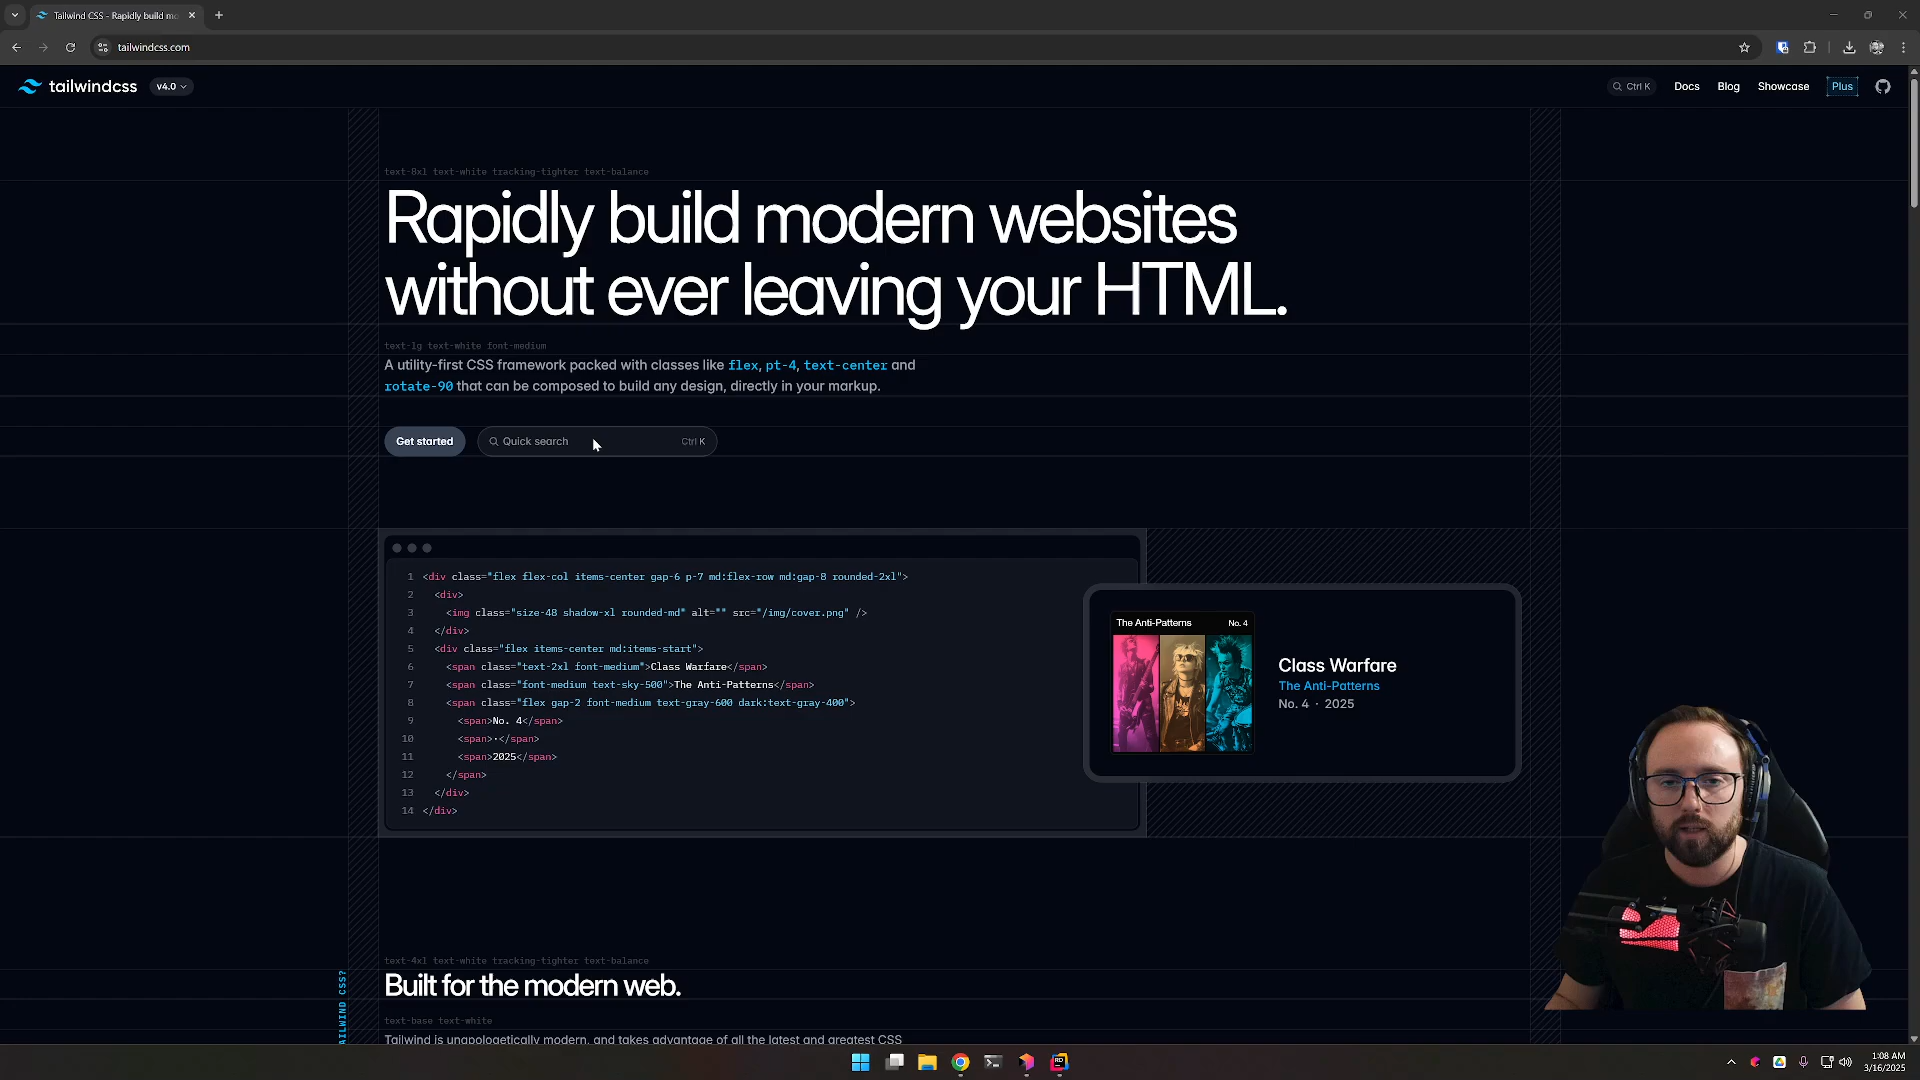 Tailwind CSS - Rapidly build mo
tailwindcss.com
tailwindcss
v4.0
Ctrl K
Docs
Blog
Showcase
Plus
text-8xl text-white tracking-tighter text-balance
Rapidly build modern websites
without ever leaving your HTML.
text-lg text-white font-medium
A utility-first CSS framework packed with classes like flex, pt-4, text-center and
rotate-90 that can be composed to build any design, directly in your markup.
Get started
Quick search
Ctrl K
1 <div class="flex flex-col items-center gap-6 p-7 md:flex-row md:gap-8 rounded-2xl">
2 <div>
3 <img class="size-48 shadow-xl rounded-md" alt="" src="/img/cover.png" />
4 </div>
5 <div class="flex items-center md:items-start">
6 <span class="text-2xl font-medium">Class Warfare</span>
7 <span class="font-medium text-sky-500">The Anti-Patterns</span>
8 <span class="flex gap-2 font-medium text-gray-600 dark:text-gray-400">
9 <span>No. 4</span>
10 <span>·</span>
11 <span>2025</span>
12 </span>
13 </div>
14 </div>
The Anti-Patterns
No. 4
Class Warfare
The Anti-Patterns
No. 4 · 2025
text-4xl text-white tracking-tighter text-balance
Built for the modern web.
text-base text-white
Tailwind is unapologetically modern, and takes advantage of all the latest and greatest CSS
AILWIND CSS?
RD
1:08 AM
3/16/2025